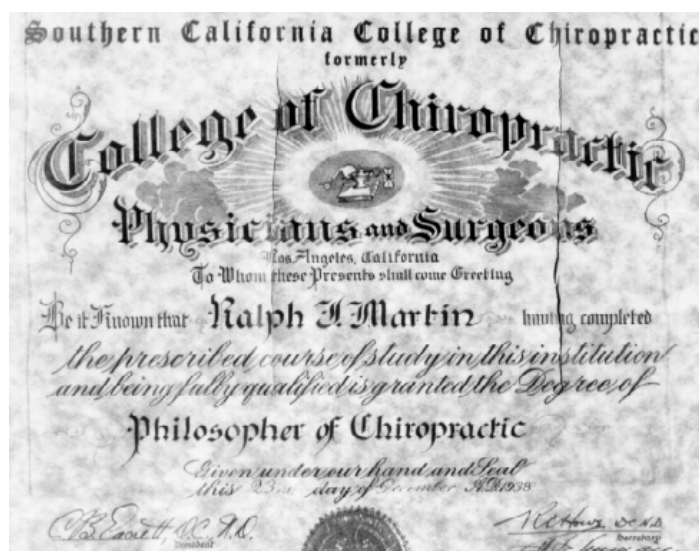 Southern California College of Chiropractic
formerly
College of Chiropractic
Physicians and Surgeons
Los Angeles, California
To Whom these Presents shall come Greeting
Be it Known that Ralph J. Martin having completed
the prescribed course of study in this institution
and being fully qualified is granted the Degree of
Philosopher of Chiropractic
Given under our hand and Seal
this 23rd day of December A.D. 1938
D.C. N.D.
President
D.C. N.D.
Secretary